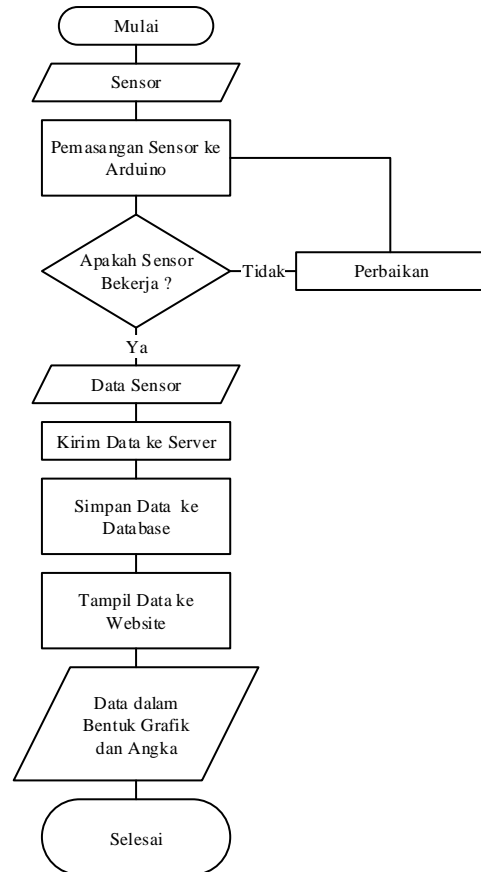 Mulai
Sensor
Pemasangan Sensor ke
Arduino
Apakah Sensor
Bekerja ?
Tidak
Perbaikan
Ya
Data Sensor
Kirim Data ke Server
Simpan Data ke
Database
Tampil Data ke
Website
Data dalam
Bentuk Grafik
dan Angka
Selesai